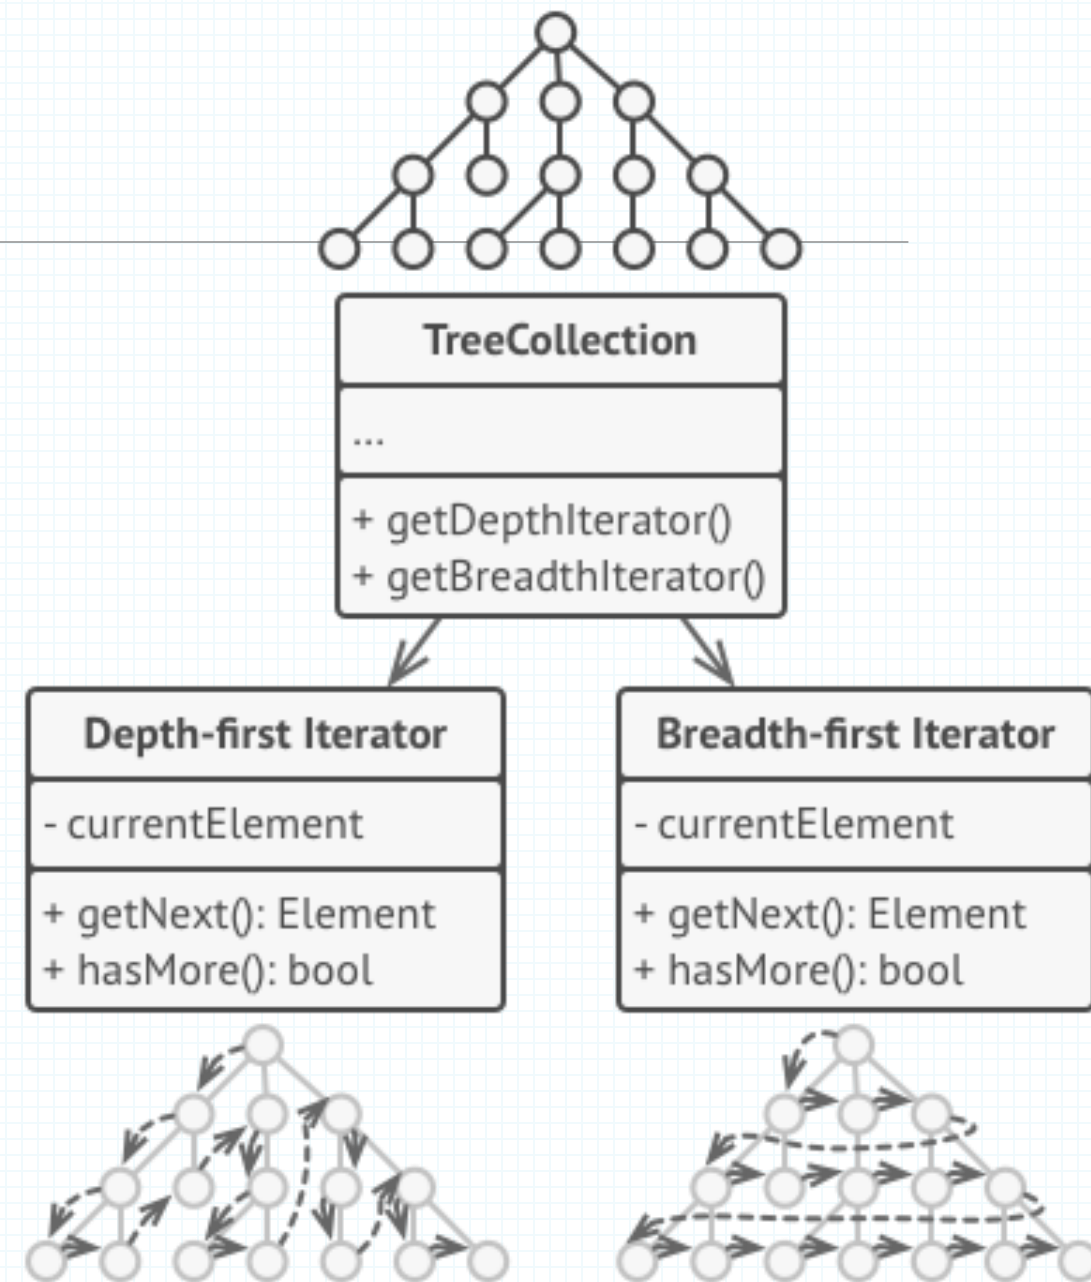 TreeCollection
...
+ getDepthIterator()
+ getBreadthIterator()
Depth-first Iterator
- currentElement
+ getNext(): Element
+ hasMore(): bool
Breadth-first Iterator
- currentElement
+ getNext(): Element
+ hasMore(): bool